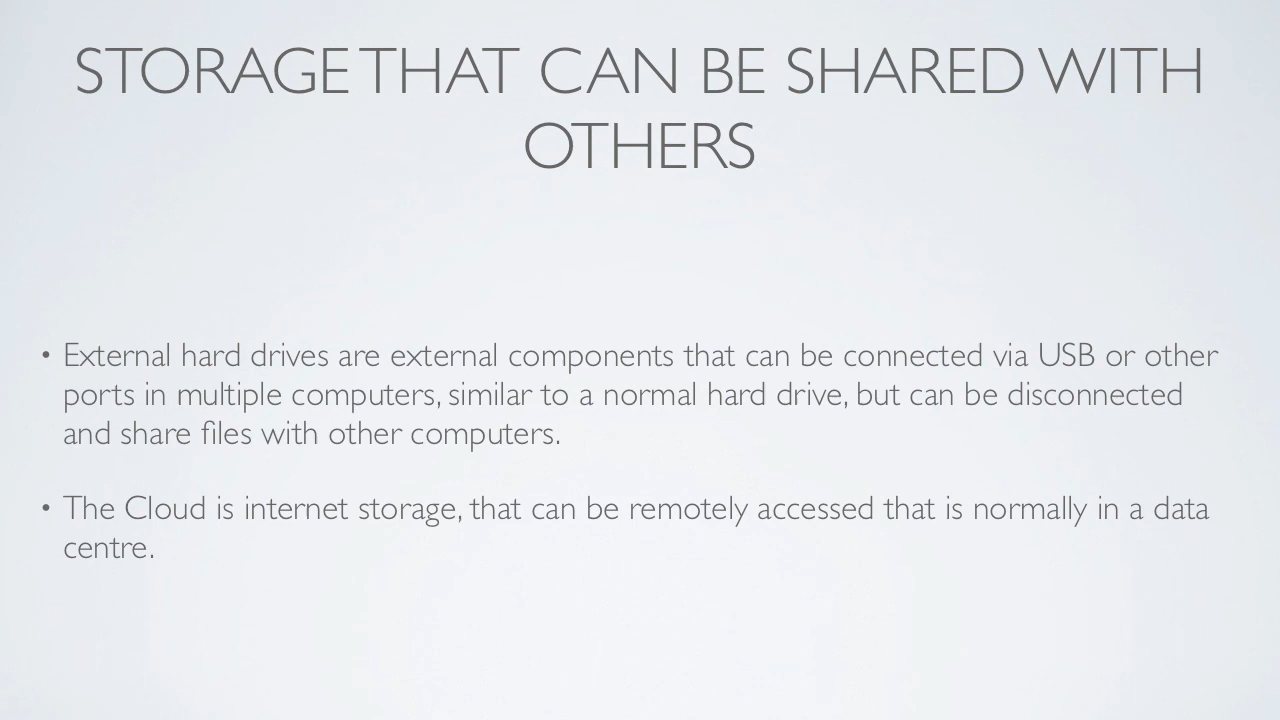 STORAGE THAT CAN BE SHARED WITH
OTHERS
• External hard drives are external components that can be connected via USB or other
ports in multiple computers, similar to a normal hard drive, but can be disconnected
and share files with other computers.
• The Cloud is internet storage, that can be remotely accessed that is normally in a data
centre.